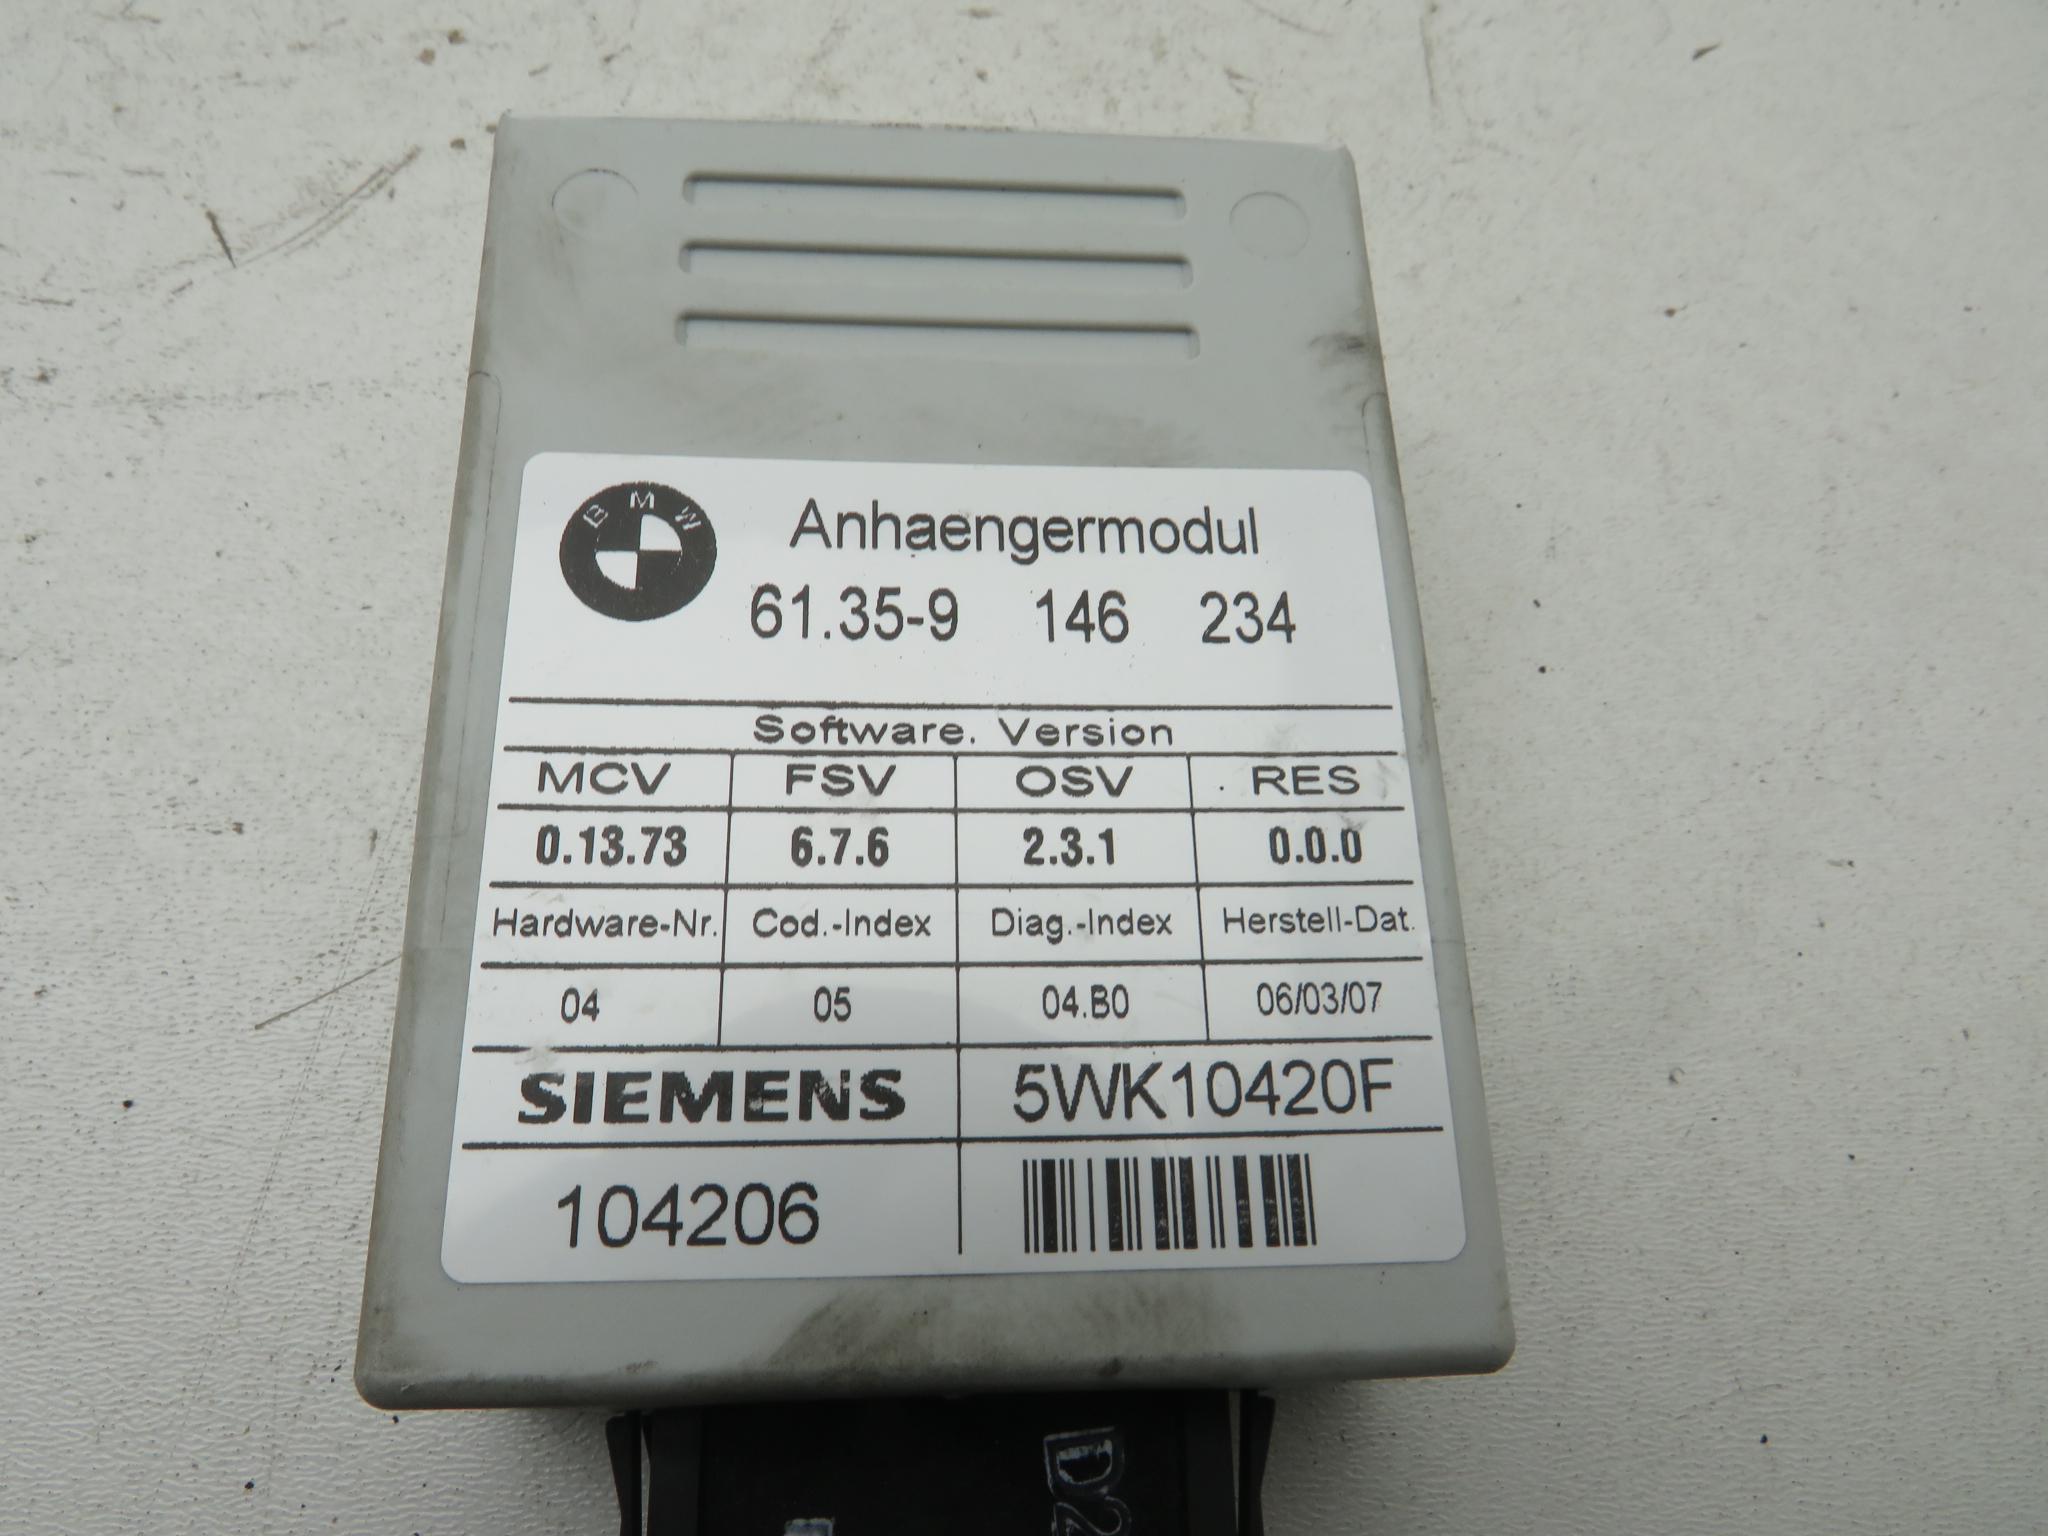 BMW
Anhaengermodul
61.35-9 146 234
Software. Version
MCV FSV OSV . RES
0.13.73 6.7.6 2.3.1 0.0.0
Hardware-Nr. Cod.-Index Diag.-Index Herstell-Dat.
04 05 04.B0 06/03/07
SIEMENS 5WK10420F
104206
D2